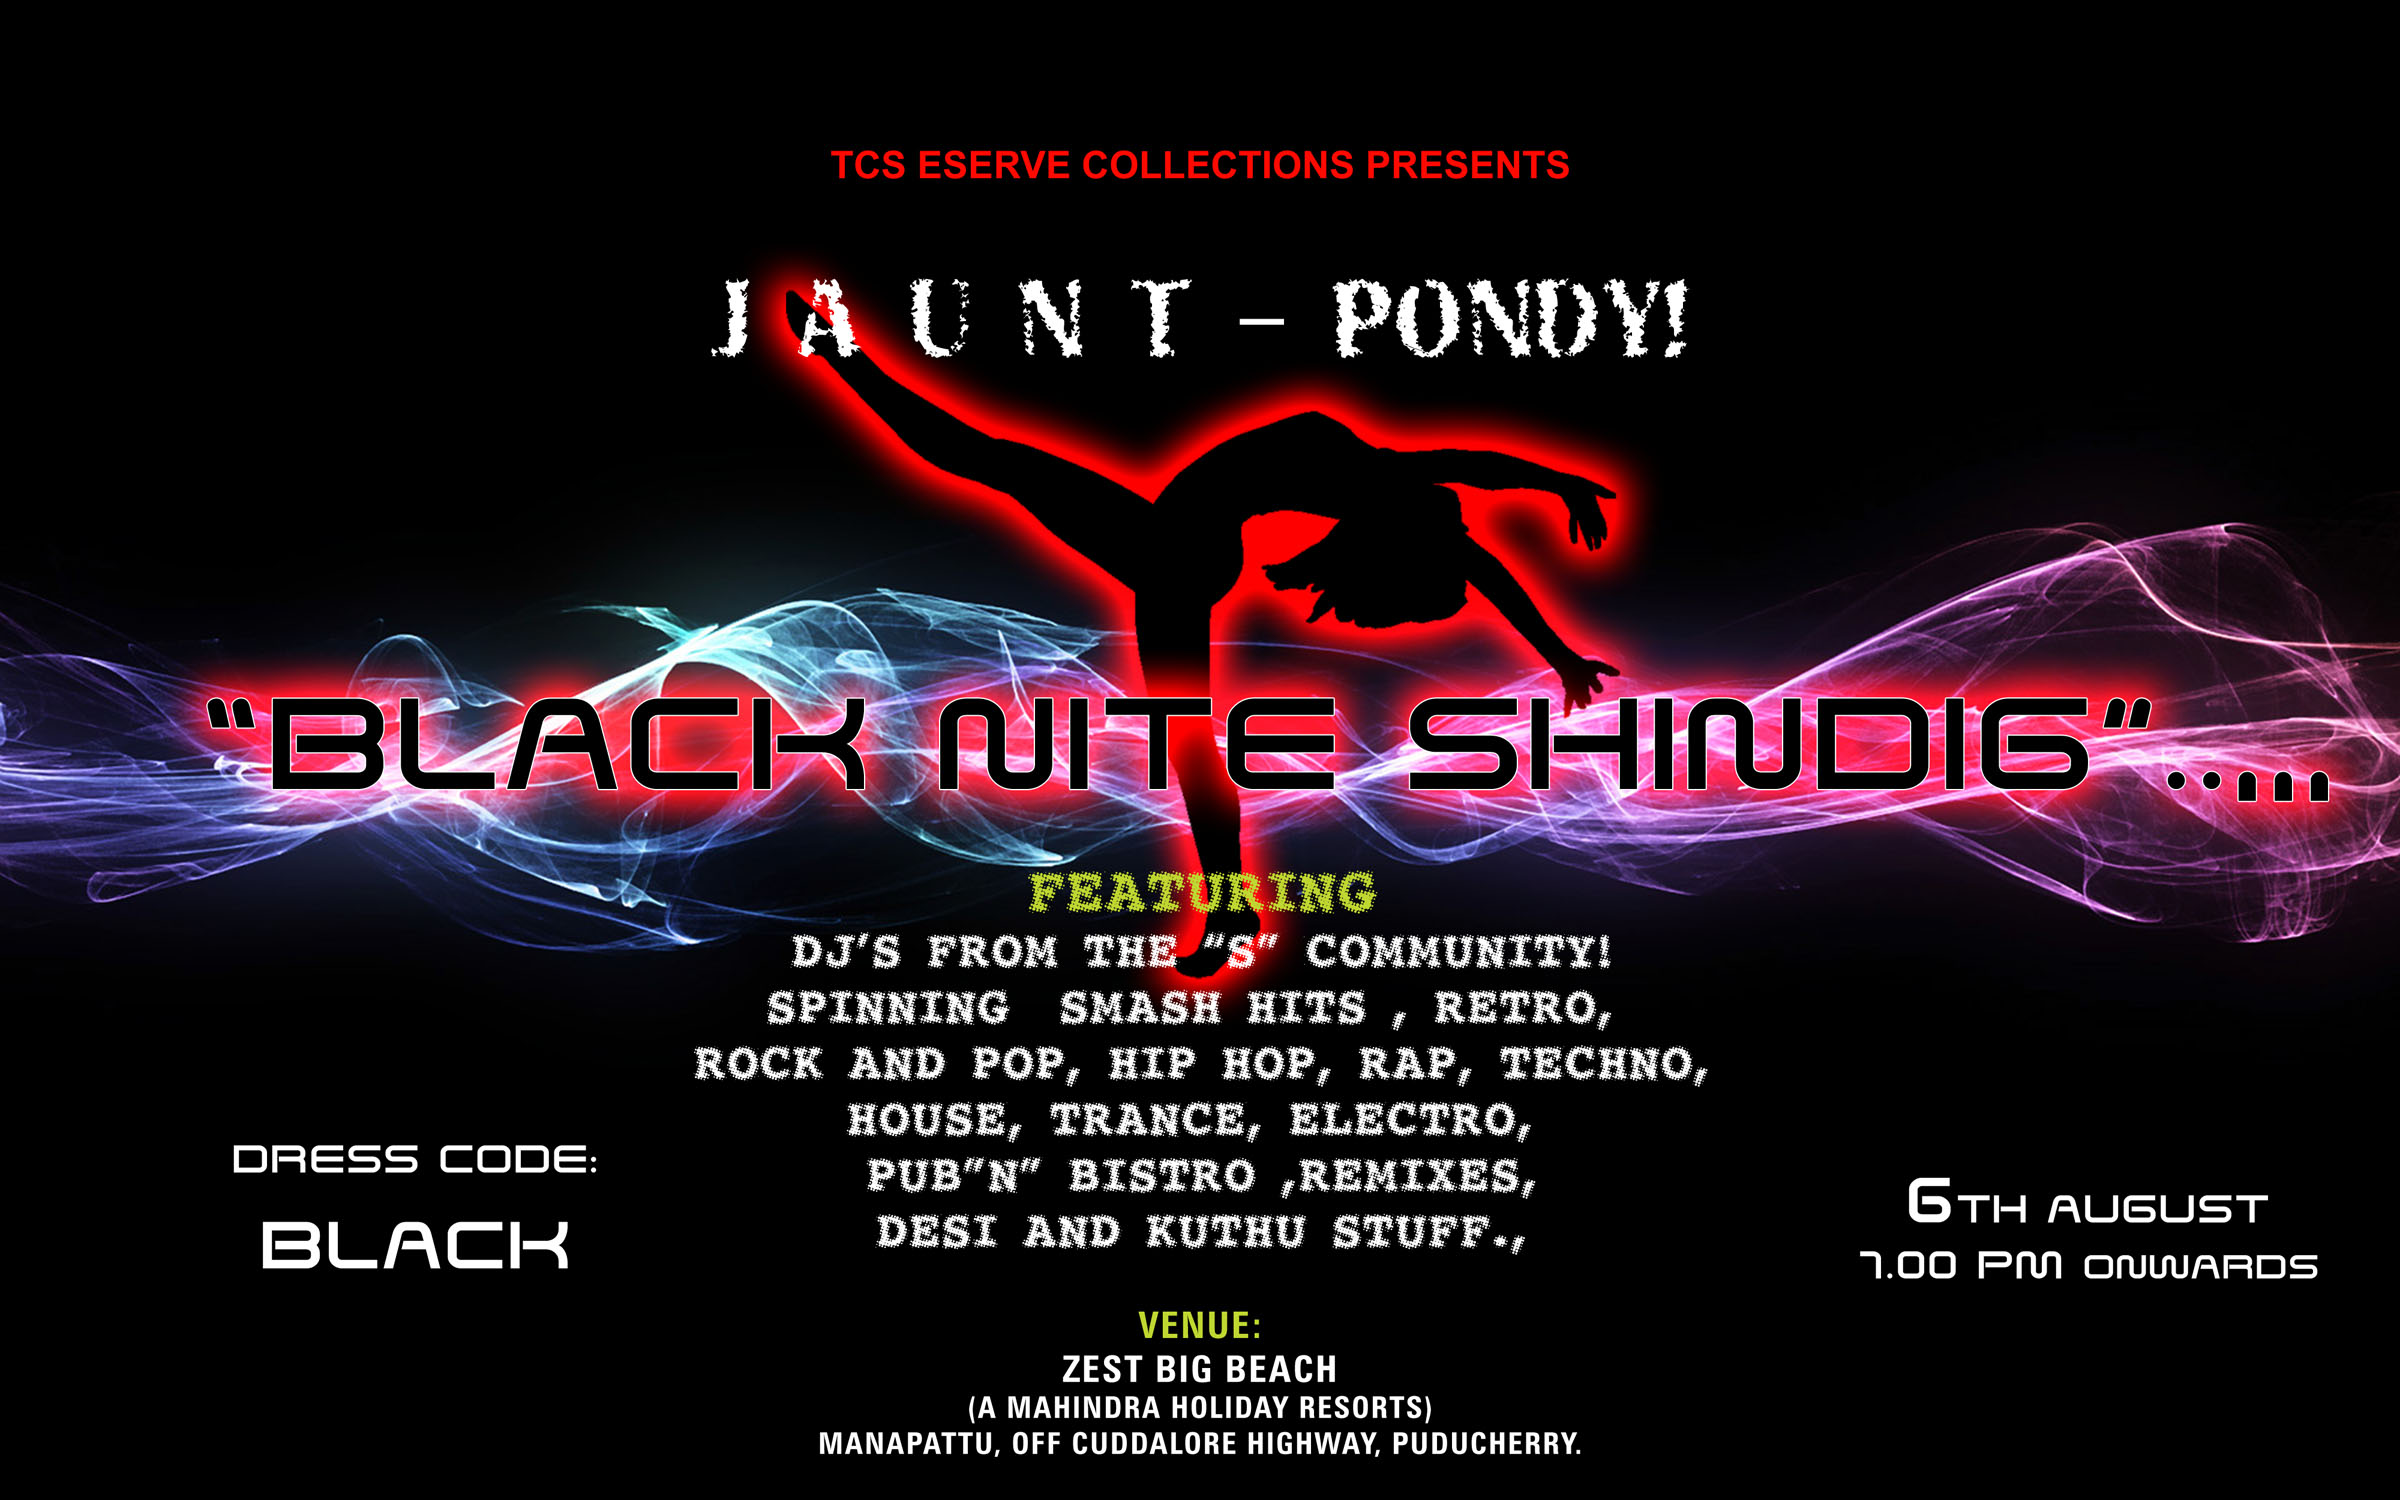 TCS ESERVE COLLECTIONS PRESENTS
J A U N T – PONDY!
"BLACK NITE SHINDIG".....
FEATURING
DJ'S FROM THE "S" COMMUNITY!
SPINNING SMASH HITS , RETRO,
ROCK AND POP, HIP HOP, RAP, TECHNO,
HOUSE, TRANCE, ELECTRO,
PUB"N" BISTRO ,REMIXES,
DESI AND KUTHU STUFF.,
DRESS CODE:
BLACK
6TH AUGUST
7.00 PM ONWARDS
VENUE:
ZEST BIG BEACH
(A MAHINDRA HOLIDAY RESORTS)
MANAPATTU, OFF CUDDALORE HIGHWAY, PUDUCHERRY.